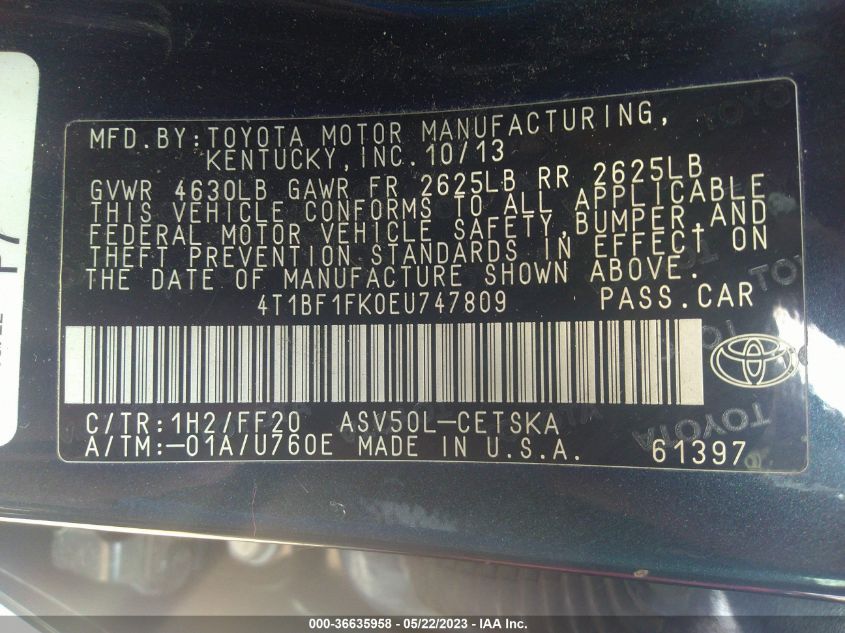 MFD.BY:TOYOTA MOTOR MANUFACTURING,
KENTUCKY,INC.10/13
GVWR 4630LB GAWR FR 2625LB RR 2625LB
THIS VEHICLE CONFORMS TO ALL APPLICABLE
FEDERAL MOTOR VEHICLE SAFETY,BUMPER,AND
THEFT PREVENTION STANDARDS IN EFFECT ON
THE DATE OF MANUFACTURE SHOWN ABOVE.
4T1BF1FK0EU747809 PASS.CAR
C/TR:1H2/FF20 ASV50L-CETSKA
A/TM:-01A/U760E MADE IN U.S.A. 61397
TOYOTA
TOYOTA
TOYOTA
000-36635958 - 05/22/2023 - IAA Inc.